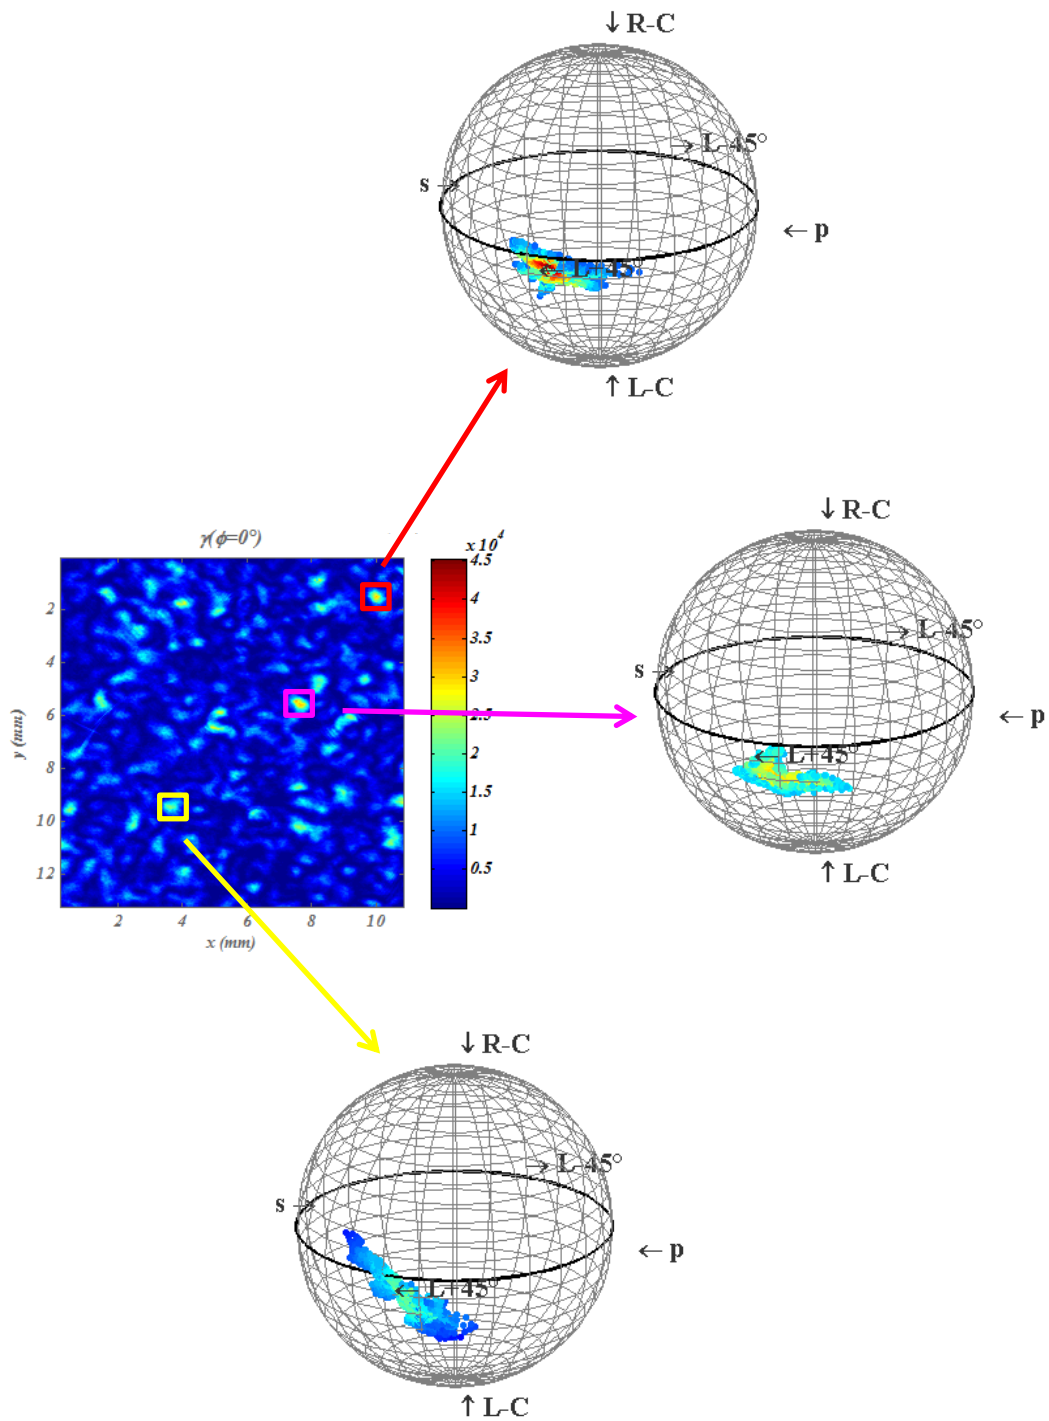 ↓ R-C
→ L-45°
s →
← p
← L+45°
↑ L-C
γ(ϕ=0°)
x 10⁴
4.5
4
3.5
3
2.5
2
1.5
1
0.5
2
4
6
8
10
12
y (mm)
2 4 6 8 10
x (mm)
↓ R-C
→ L-45°
s →
← p
← L+45°
↑ L-C
↓ R-C
→ L-45°
s →
← p
← L+45°
↑ L-C